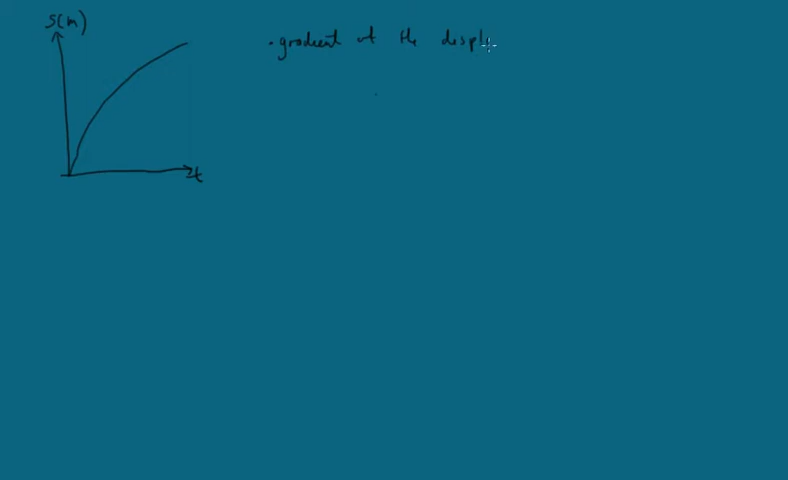 S(m)
t
• gradient of the displ